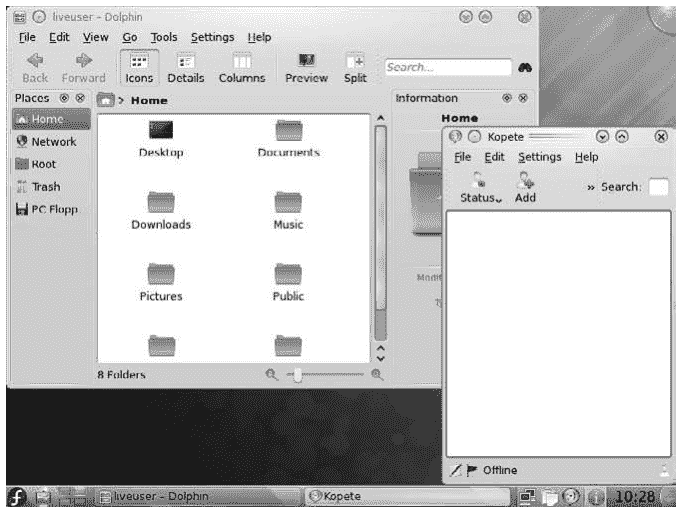 liveuser – Dolphin
File Edit View Go Tools Settings Help
Back Forward Icons Details Columns Preview Split Search...
Places
Home
Network
Root
Trash
PC Flopp
> Home
Desktop
Documents
Downloads
Music
Pictures
Public
8 Folders
Information
Home
Modif
Kopete
File Edit Settings Help
Status Add » Search:
Offline
liveuser – Dolphin
Kopete
10:28